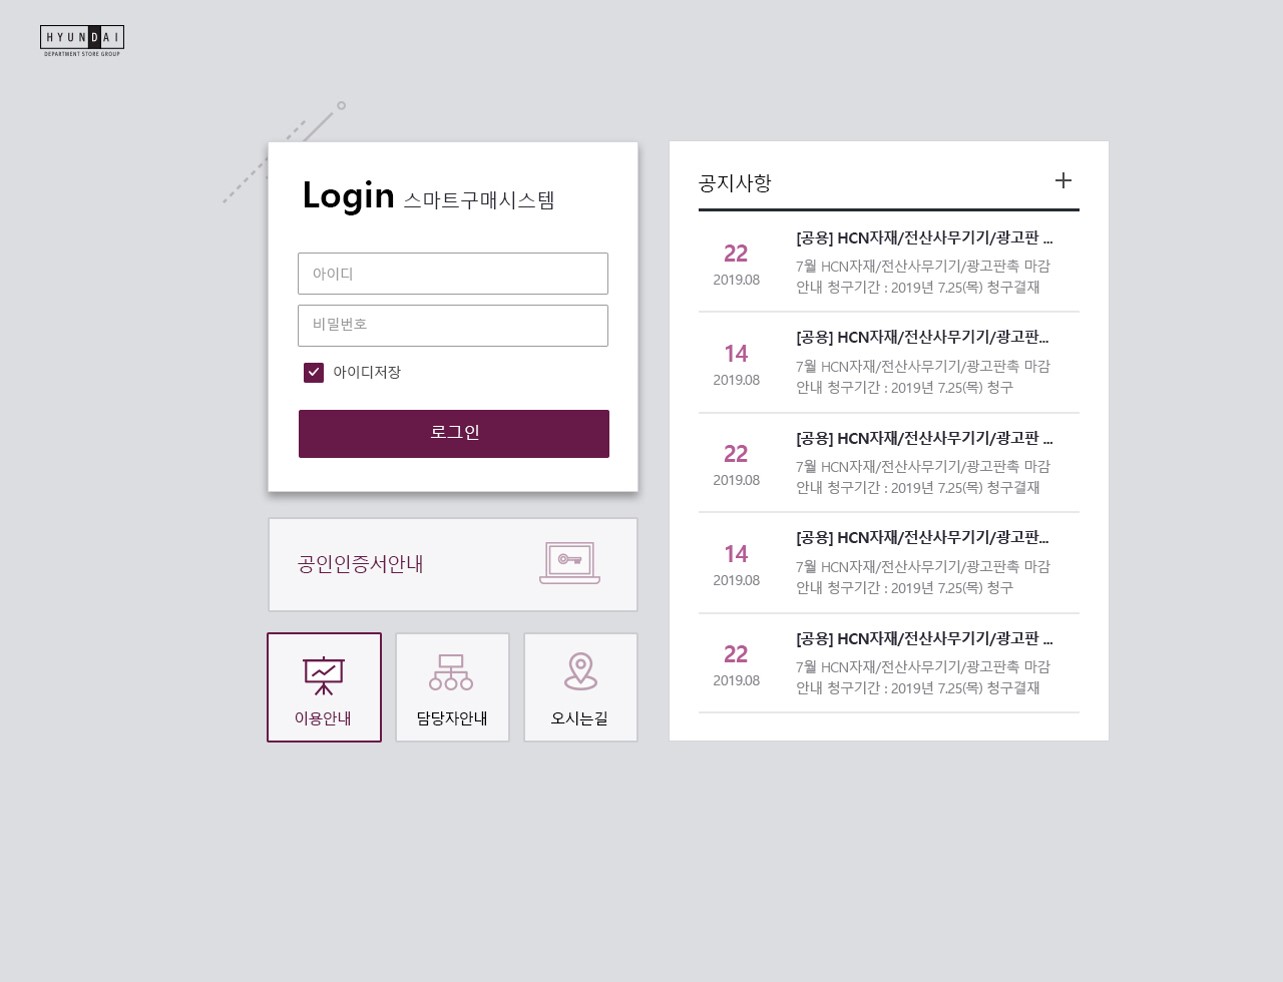 HYUNDAI
DEPARTMENT STORE GROUP
Login 스마트구매시스템
아이디
비밀번호
아이디저장
로그인
공인인증서안내
이용안내
담당자안내
오시는길
공지사항
22
2019.08
[공용] HCN자재/전산사무기기/광고판 ...
7월 HCN자재/전산사무기기/광고판촉 마감
안내 청구기간 : 2019년 7.25(목) 청구결재
14
2019.08
[공용] HCN자재/전산사무기기/광고판...
7월 HCN자재/전산사무기기/광고판촉 마감
안내 청구기간 : 2019년 7.25(목) 청구
22
2019.08
[공용] HCN자재/전산사무기기/광고판 ...
7월 HCN자재/전산사무기기/광고판촉 마감
안내 청구기간 : 2019년 7.25(목) 청구결재
14
2019.08
[공용] HCN자재/전산사무기기/광고판...
7월 HCN자재/전산사무기기/광고판촉 마감
안내 청구기간 : 2019년 7.25(목) 청구
22
2019.08
[공용] HCN자재/전산사무기기/광고판 ...
7월 HCN자재/전산사무기기/광고판촉 마감
안내 청구기간 : 2019년 7.25(목) 청구결재